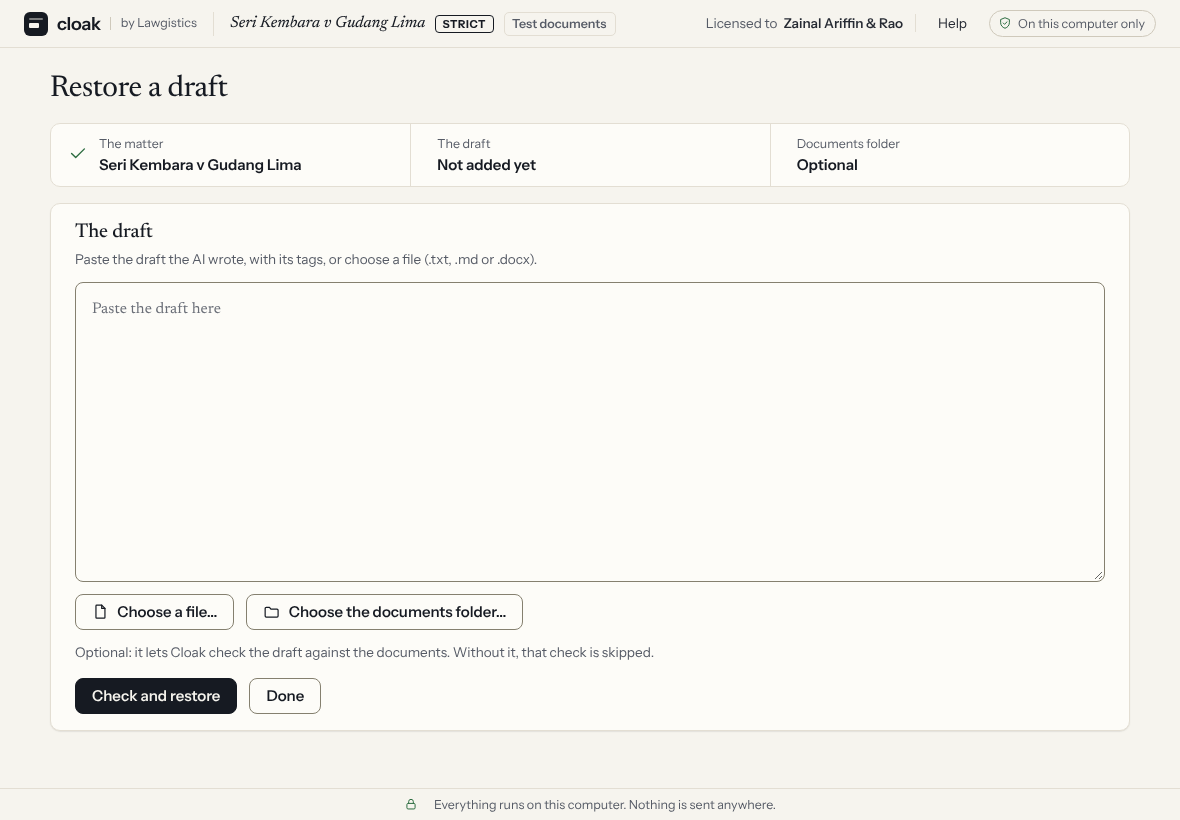 cloak by Lawgistics Seri Kembara v Gudang Lima STRICT Test documents Licensed to Zainal Ariffin & Rao Help On this computer only
Restore a draft
The matter
Seri Kembara v Gudang Lima
The draft
Not added yet
Documents folder
Optional
The draft
Paste the draft the AI wrote, with its tags, or choose a file (.txt, .md or .docx).
Paste the draft here
Choose a file... Choose the documents folder...
Optional: it lets Cloak check the draft against the documents. Without it, that check is skipped.
Check and restore Done
Everything runs on this computer. Nothing is sent anywhere.